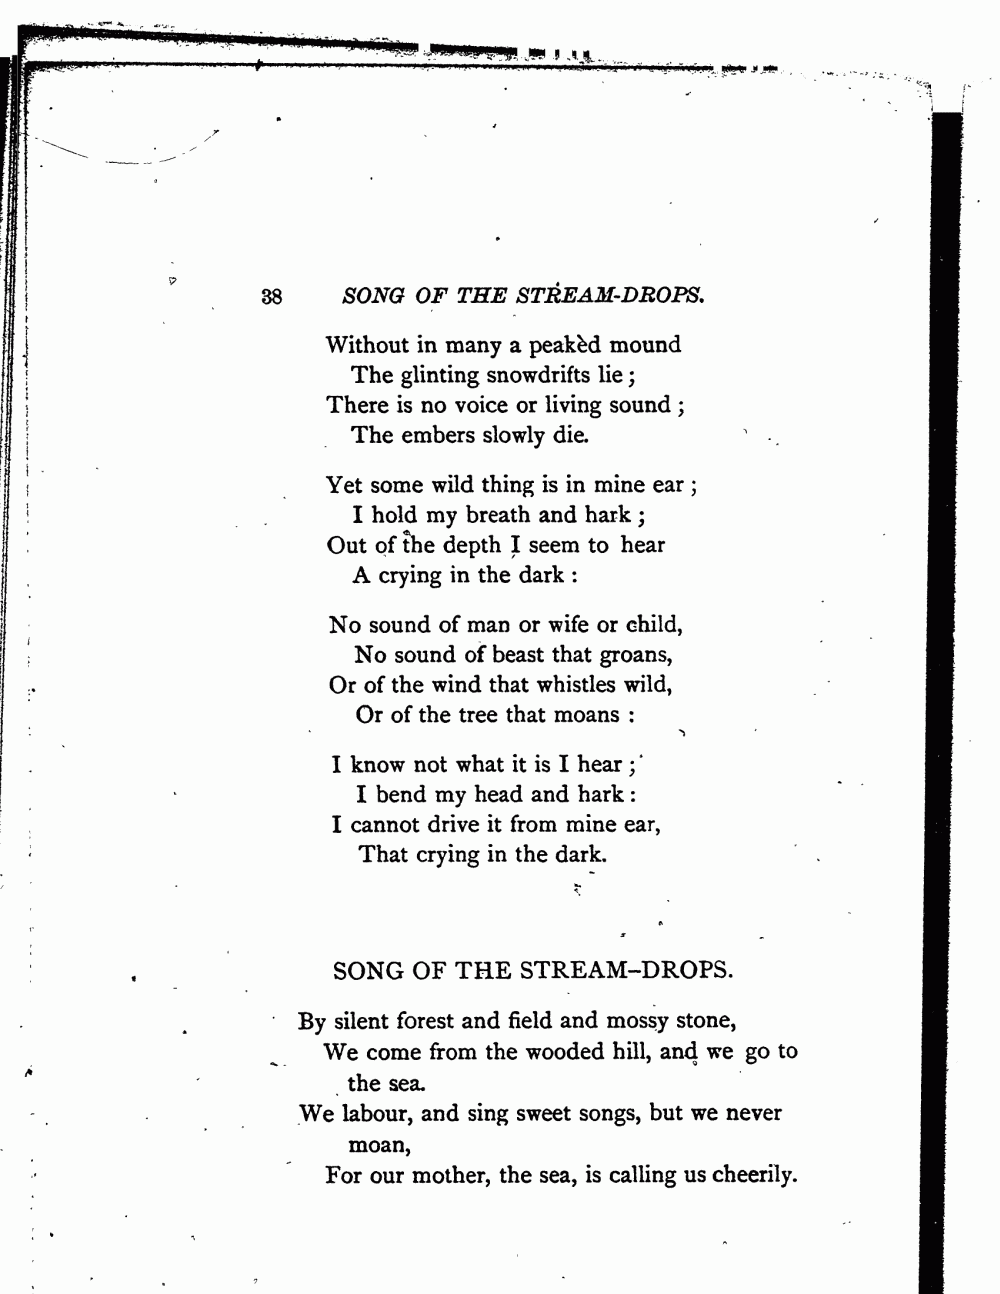 38 SONG OF THE STREAM-DROPS.
Without in many a peakèd mound
The glinting snowdrifts lie ;
There is no voice or living sound ;
The embers slowly die.
Yet some wild thing is in mine ear ;
I hold my breath and hark ;
Out of the depth I seem to hear
A crying in the dark :
No sound of man or wife or child,
No sound of beast that groans,
Or of the wind that whistles wild,
Or of the tree that moans :
I know not what it is I hear ;
I bend my head and hark :
I cannot drive it from mine ear,
That crying in the dark.
SONG OF THE STREAM–DROPS.
By silent forest and field and mossy stone,
We come from the wooded hill, and we go to
the sea.
We labour, and sing sweet songs, but we never
moan,
For our mother, the sea, is calling us cheerily.